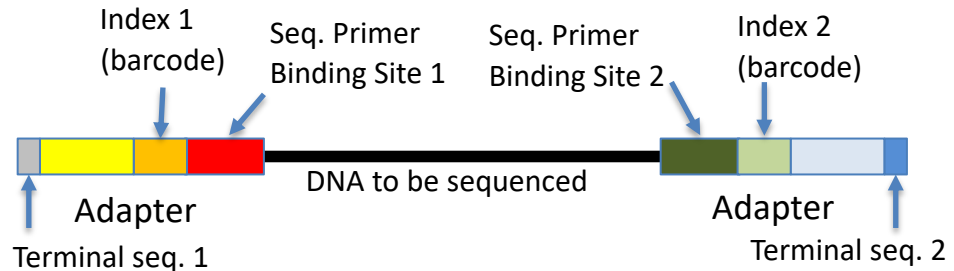 Index 1
(barcode)
Seq. Primer
Binding Site 1
Seq. Primer
Binding Site 2
Index 2
(barcode)
DNA to be sequenced
Adapter
Adapter
Terminal seq. 1
Terminal seq. 2